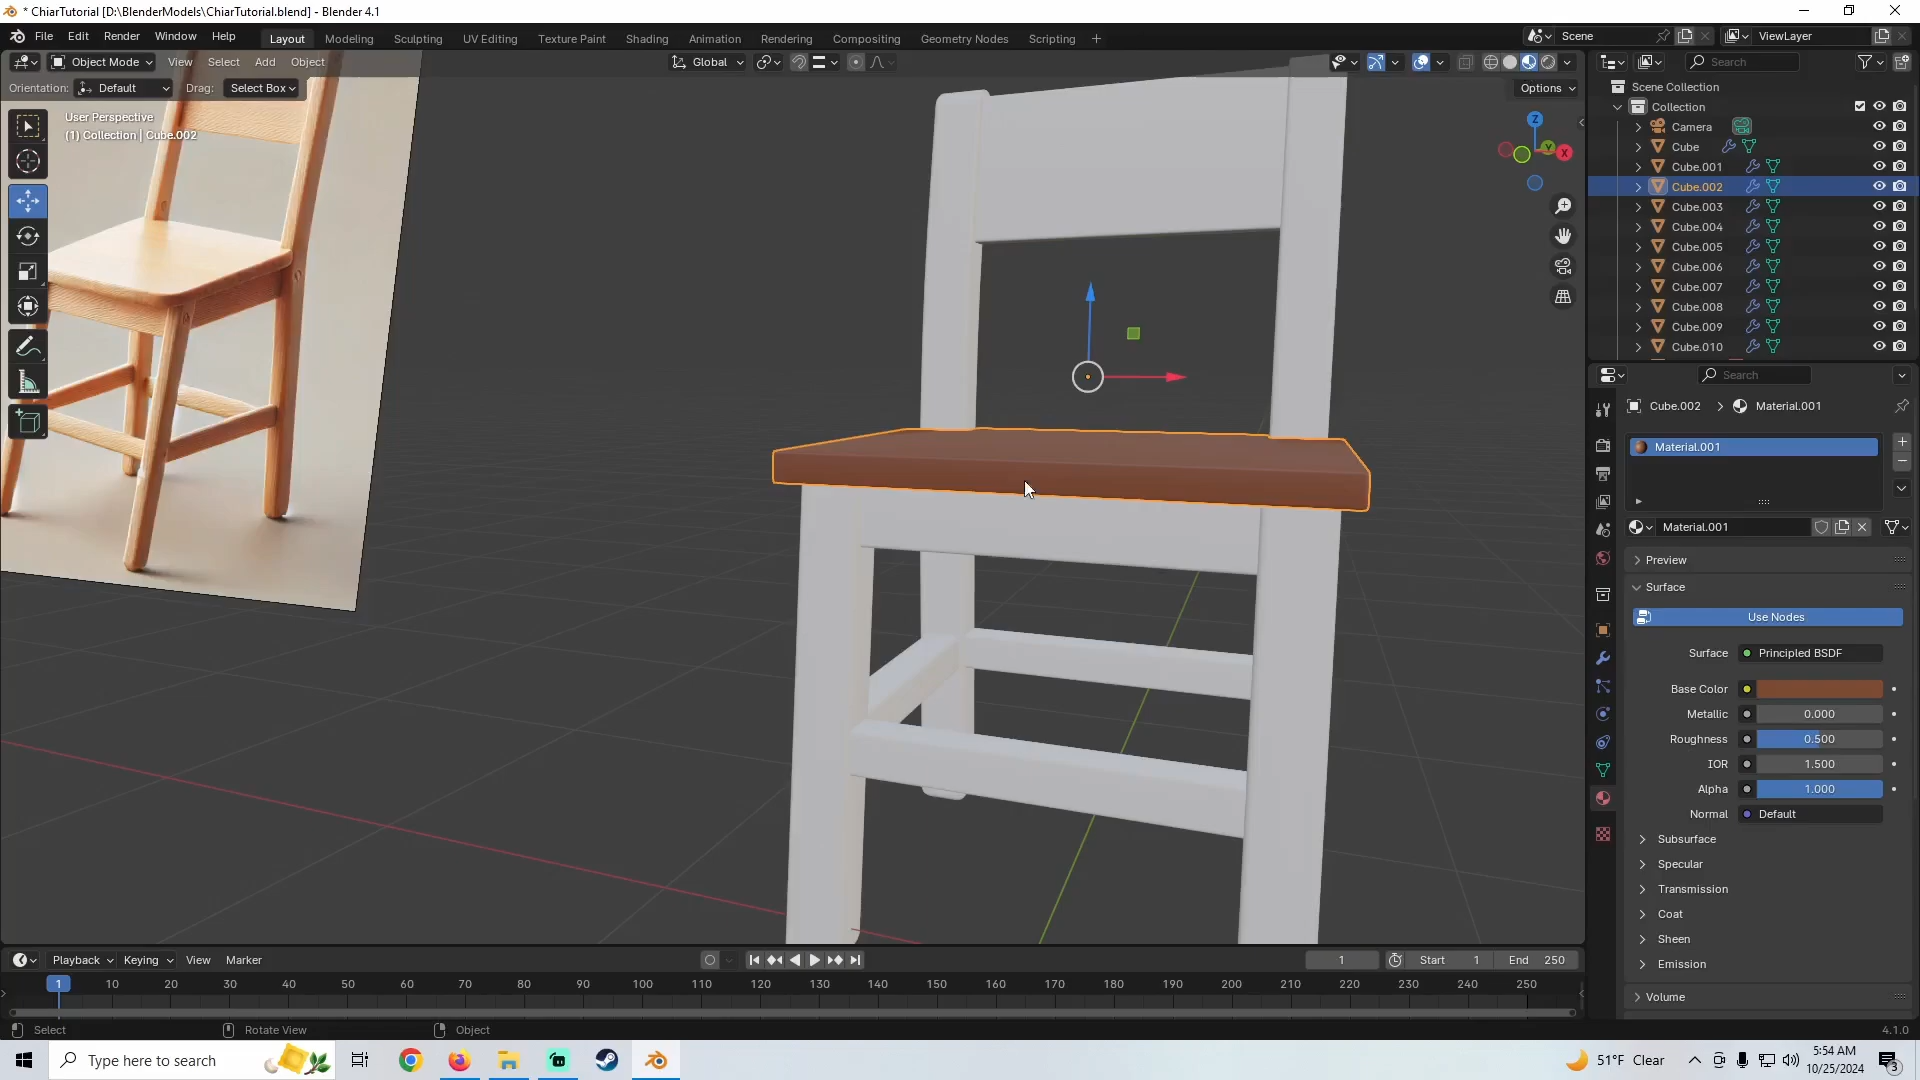 * ChiarTutorial [D:\BlenderModels\ChiarTutorial.blend] - Blender 4.1
File Edit Render Window Help Layout Modeling Sculpting UV Editing Texture Paint Shading Animation Rendering Compositing Geometry Nodes Scripting + Scene ViewLayer
Object Mode View Select Add Object Global Search
Orientation: Default Drag: Select Box Options
User Perspective
(1) Collection | Cube.002
Z
Y
X
Scene Collection
Collection
Camera
Cube
Cube.001
Cube.002
Cube.003
Cube.004
Cube.005
Cube.006
Cube.007
Cube.008
Cube.009
Cube.010
Search
Cube.002 > Material.001
Material.001
Material.001
Preview
Surface
Use Nodes
Surface Principled BSDF
Base Color
Metallic 0.000
Roughness 0.500
IOR 1.500
Alpha 1.000
Normal Default
Subsurface
Specular
Transmission
Coat
Sheen
Emission
Volume
Playback Keying View Marker 1 Start 1 End 250
1 10 20 30 40 50 60 70 80 90 100 110 120 130 140 150 160 170 180 190 200 210 220 230 240 250
Select Rotate View Object 4.1.0
Type here to search 51°F Clear 5:54 AM
10/25/2024 3